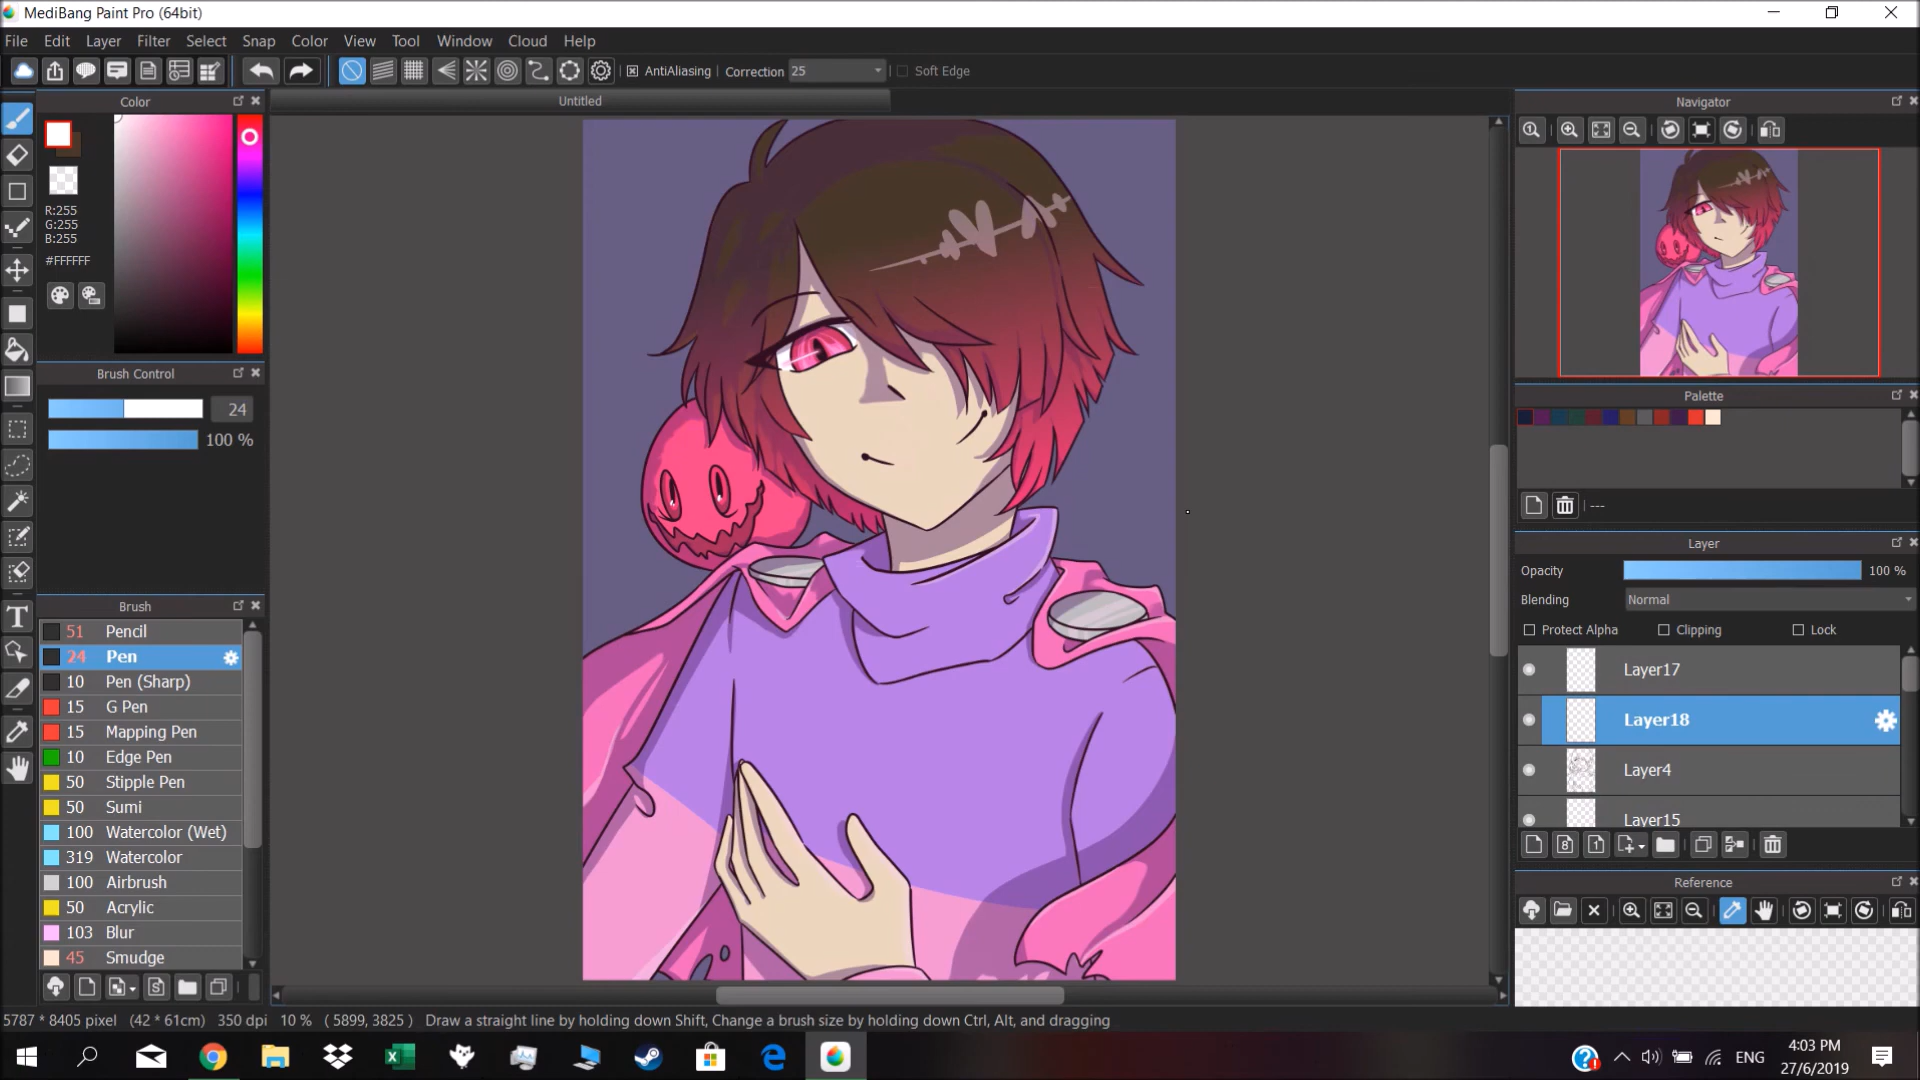 MediBang Paint Pro (64bit)
File Edit Layer Filter Select Snap Color View Tool Window Cloud Help
AntiAliasing Correction 25 Soft Edge
Color
Untitled
Navigator
R:255
G:255
B:255
#FFFFFF
Brush Control
24
100 %
Palette
---
Layer
Opacity 100 %
Blending Normal
Protect Alpha Clipping Lock
Layer17
Layer18
Layer4
Layer15
Brush
51 Pencil
24 Pen
10 Pen (Sharp)
15 G Pen
15 Mapping Pen
10 Edge Pen
50 Stipple Pen
50 Sumi
100 Watercolor (Wet)
319 Watercolor
100 Airbrush
50 Acrylic
103 Blur
45 Smudge
Reference
5787 * 8405 pixel (42 * 61cm) 350 dpi 10 % ( 5899, 3825 ) Draw a straight line by holding down Shift, Change a brush size by holding down Ctrl, Alt, and dragging
ENG
4:03 PM
27/6/2019